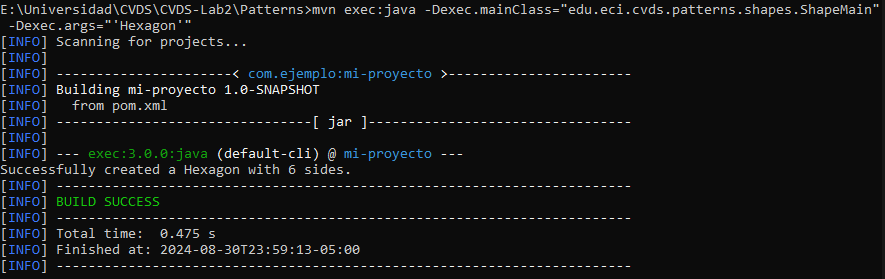 E:\Universidad\CVDS\CVDS-Lab2\Patterns>mvn exec:java -Dexec.mainClass="edu.eci.cvds.patterns.shapes.ShapeMain"
 -Dexec.args="'Hexagon'"
[INFO] Scanning for projects...
[INFO]
[INFO] ----------------------< com.ejemplo:mi-proyecto >-----------------------
[INFO] Building mi-proyecto 1.0-SNAPSHOT
[INFO]   from pom.xml
[INFO] --------------------------------[ jar ]---------------------------------
[INFO]
[INFO] --- exec:3.0.0:java (default-cli) @ mi-proyecto ---
Successfully created a Hexagon with 6 sides.
[INFO] ------------------------------------------------------------------------
[INFO] BUILD SUCCESS
[INFO] ------------------------------------------------------------------------
[INFO] Total time:  0.475 s
[INFO] Finished at: 2024-08-30T23:59:13-05:00
[INFO] ------------------------------------------------------------------------